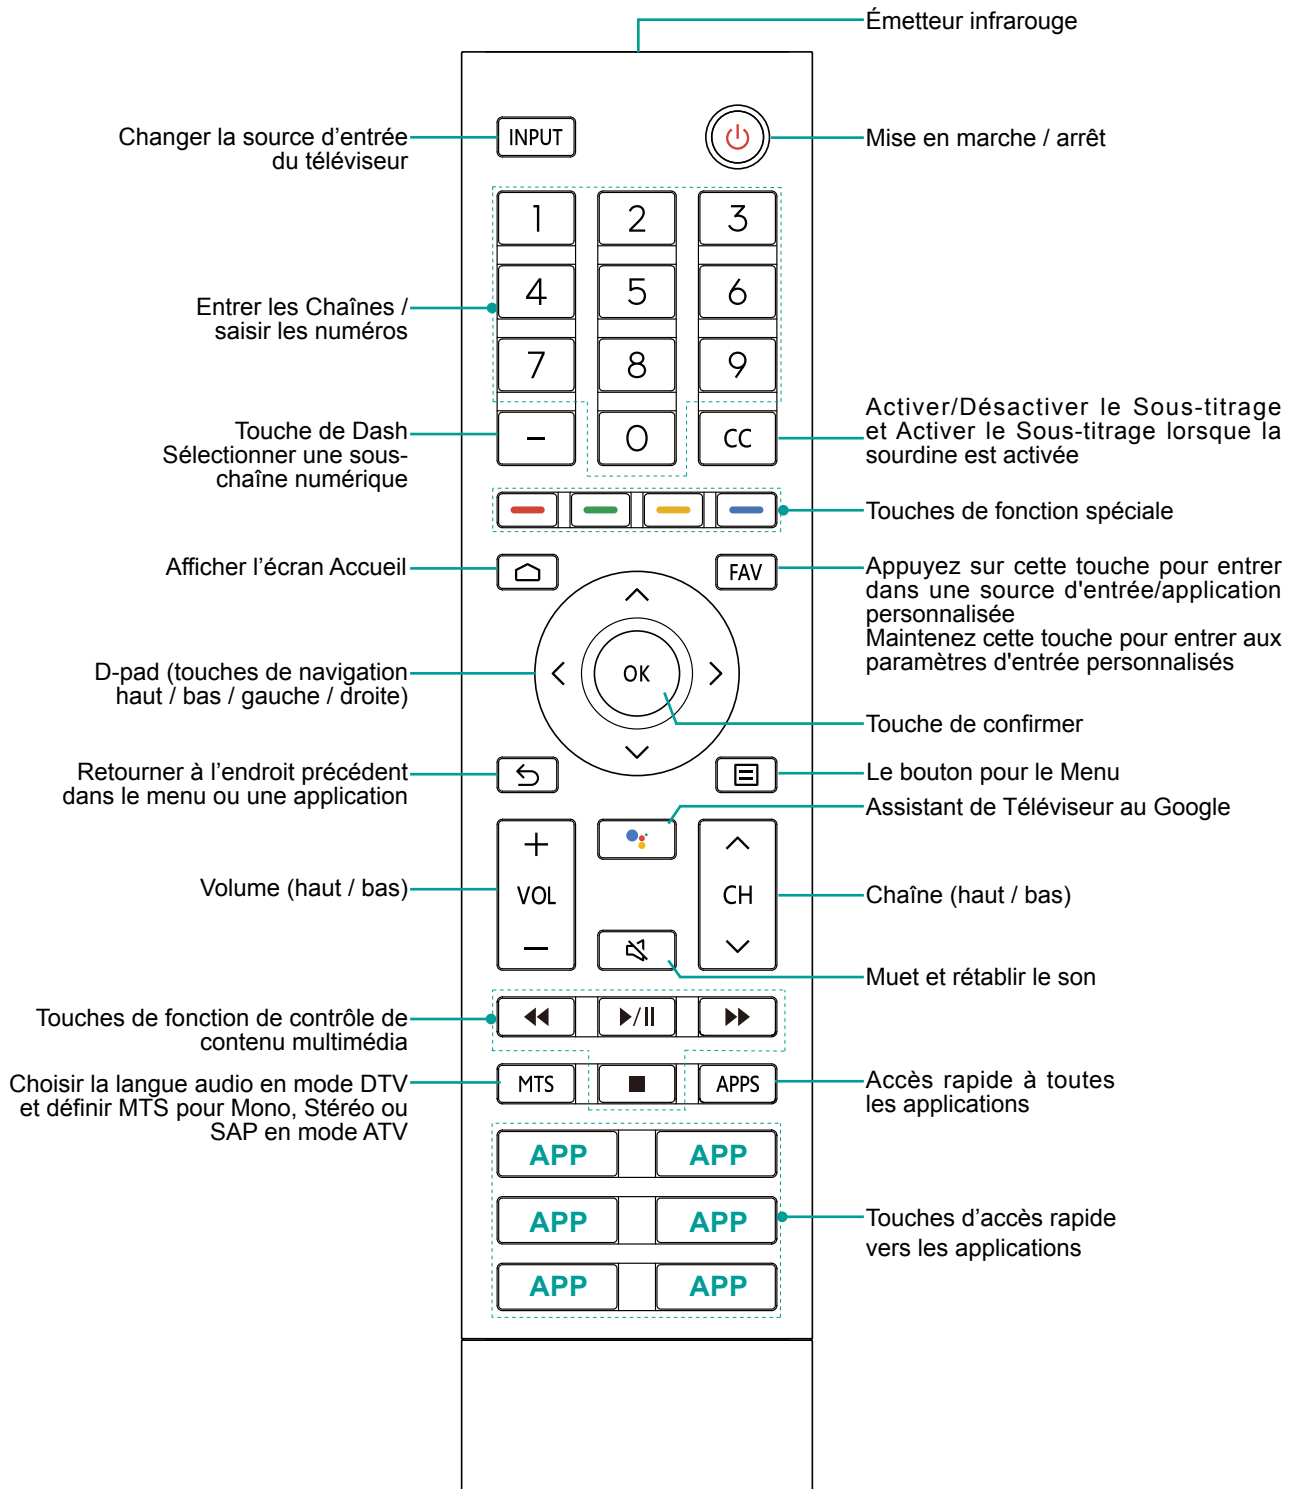 Émetteur infrarouge
Changer la source d’entrée
du téléviseur
INPUT
Mise en marche / arrêt
1 2 3
4 5 6
Entrer les Chaînes /
saisir les numéros
7 8 9
Touche de Dash
Sélectionner une sous-
chaîne numérique
– 0 CC
Activer/Désactiver le Sous-titrage
et Activer le Sous-titrage lorsque la
sourdine est activée
Touches de fonction spéciale
Afficher l’écran Accueil
FAV
Appuyez sur cette touche pour entrer
dans une source d'entrée/application
personnalisée
Maintenez cette touche pour entrer aux
paramètres d'entrée personnalisés
D-pad (touches de navigation
haut / bas / gauche / droite)
OK
Touche de confirmer
Retourner à l’endroit précédent
dans le menu ou une application
Le bouton pour le Menu
Assistant de Téléviseur au Google
Volume (haut / bas)
+
VOL
–
CH
Chaîne (haut / bas)
Muet et rétablir le son
Touches de fonction de contrôle de
contenu multimédia
Choisir la langue audio en mode DTV
et définir MTS pour Mono, Stéréo ou
SAP en mode ATV
MTS
APPS
Accès rapide à toutes
les applications
APP APP
APP APP
APP APP
Touches d’accès rapide
vers les applications